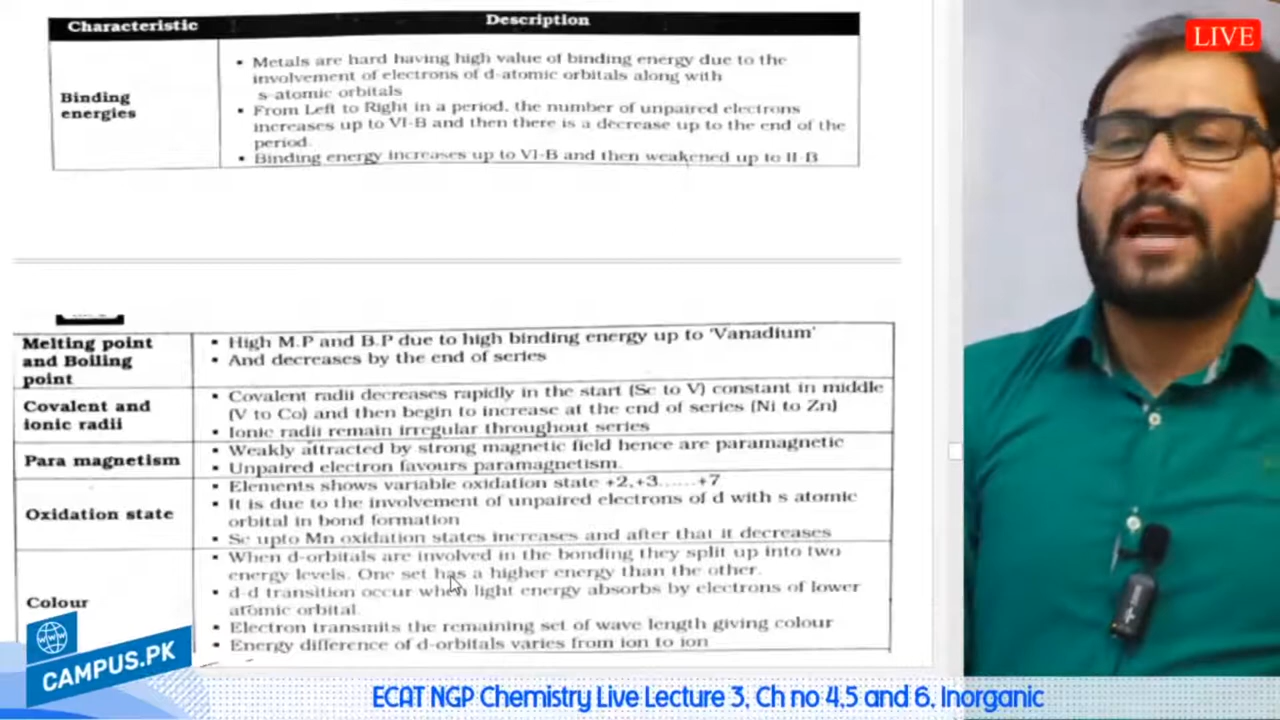 Characteristic
Description
Binding
energies
▪ Metals are hard having high value of binding energy due to the
involvement of electrons of d-atomic orbitals along with
s-atomic orbitals
▪ From Left to Right in a period, the number of unpaired electrons
increases up to VI-B and then there is a decrease up to the end of the
period.
▪ Binding energy increases up to VI-B and then weakened up to II-B
Melting point
and Boiling
point
▪ High M.P and B.P due to high binding energy up to 'Vanadium'
▪ And decreases by the end of series
Covalent and
ionic radii
▪ Covalent radii decreases rapidly in the start (Sc to V) constant in middle
(V to Co) and then begin to increase at the end of series (Ni to Zn)
▪ Ionic radii remain irregular throughout series
Para magnetism
▪ Weakly attracted by strong magnetic field hence are paramagnetic
▪ Unpaired electron favours paramagnetism.
Oxidation state
▪ Elements shows variable oxidation state +2,+3......+7
▪ It is due to the involvement of unpaired electrons of d with s atomic
orbital in bond formation
▪ Sc upto Mn oxidation states increases and after that it decreases
Colour
▪ When d-orbitals are involved in the bonding they split up into two
energy levels. One set has a higher energy than the other.
▪ d-d transition occur when light energy absorbs by electrons of lower
atomic orbital.
▪ Electron transmits the remaining set of wave length giving colour
▪ Energy difference of d-orbitals varies from ion to ion
LIVE
WWW
CAMPUS.PK
ECAT NGP Chemistry Live Lecture 3, Ch no 4,5 and 6, Inorganic